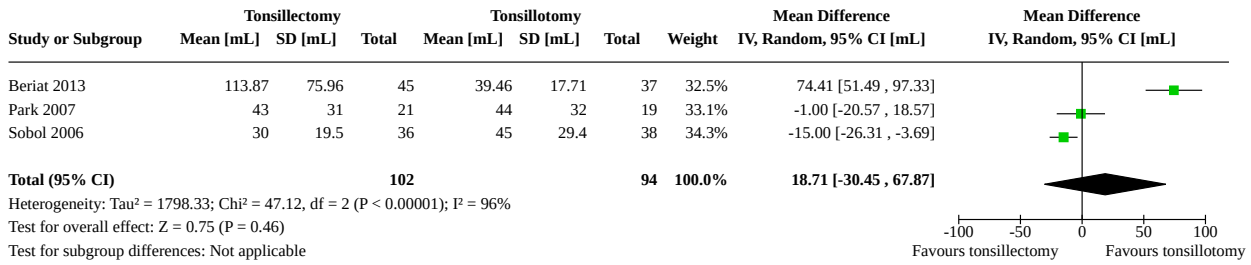 Tonsillectomy Tonsillotomy Mean Difference Mean Difference
Study or Subgroup Mean [mL] SD [mL] Total Mean [mL] SD [mL] Total Weight IV, Random, 95% CI [mL] IV, Random, 95% CI [mL]
Beriat 2013 113.87 75.96 45 39.46 17.71 37 32.5% 74.41 [51.49 , 97.33]
Park 2007 43 31 21 44 32 19 33.1% -1.00 [-20.57 , 18.57]
Sobol 2006 30 19.5 36 45 29.4 38 34.3% -15.00 [-26.31 , -3.69]
Total (95% CI) 102 94 100.0% 18.71 [-30.45 , 67.87]
Heterogeneity: Tau² = 1798.33; Chi² = 47.12, df = 2 (P < 0.00001); I² = 96%
Test for overall effect: Z = 0.75 (P = 0.46) -100 -50 0 50 100
Test for subgroup differences: Not applicable Favours tonsillectomy Favours tonsillotomy